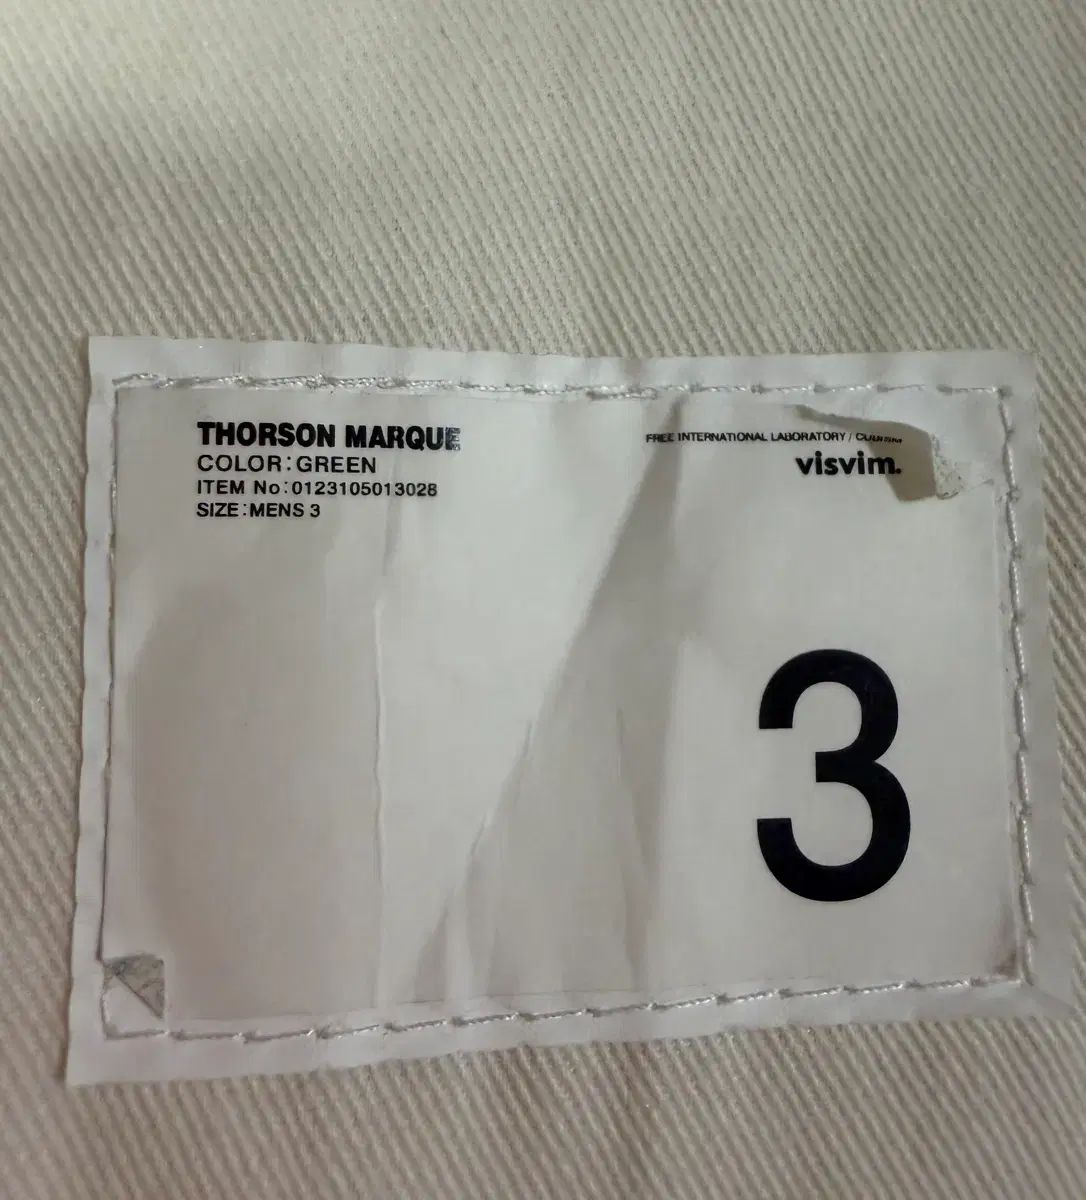 THORSON MARQUE
COLOR:GREEN
ITEM No:0123105013028
SIZE:MENS 3
FREE INTERNATIONAL LABORATORY /
visvim.
3